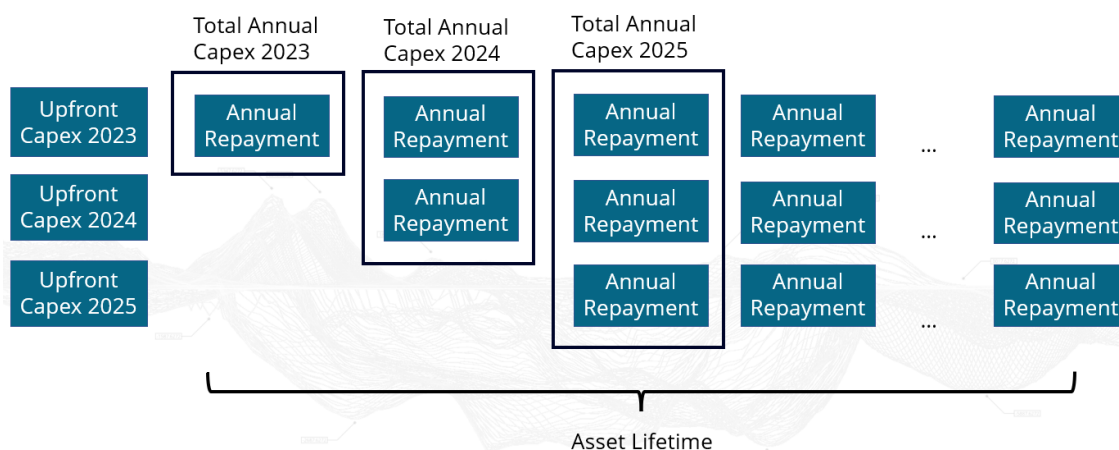 Total Annual
Capex 2023
Total Annual
Capex 2024
Total Annual
Capex 2025
Upfront
Capex 2023
Annual
Repayment
Annual
Repayment
Annual
Repayment
Annual
Repayment
...
Annual
Repayment
Upfront
Capex 2024
Annual
Repayment
Annual
Repayment
Annual
Repayment
...
Annual
Repayment
Upfront
Capex 2025
Annual
Repayment
Annual
Repayment
...
Annual
Repayment
Asset Lifetime